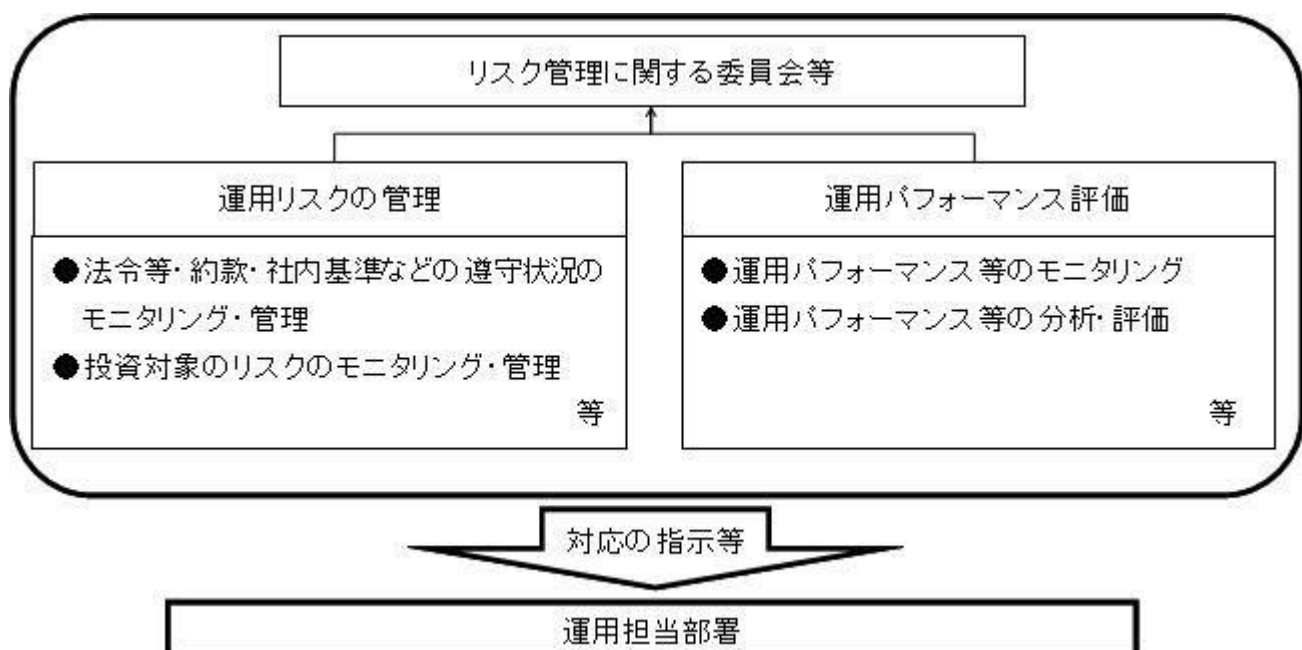 リスク管理に関する委員会等
運用リスクの管理
●法令等・約款・社内基準などの遵守状況の
モニタリング・管理
●投資対象のリスクのモニタリング・管理
等
運用パフォーマンス評価
●運用パフォーマンス等のモニタリング
●運用パフォーマンス等の分析・評価
等
対応の指示等
運用担当部署